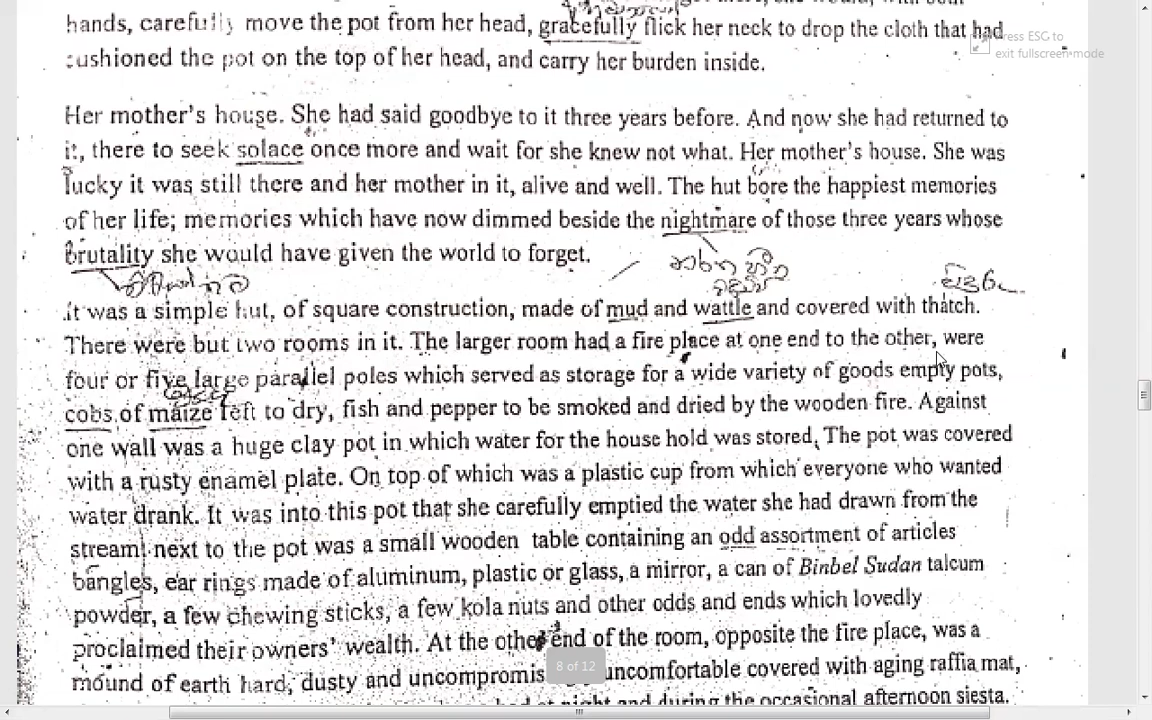 hands, carefully move the pot from her head, gracefully flick her neck to drop the cloth that had
cushioned the pot on the top of her head, and carry her burden inside.
Press ESG to
exit fullscreen mode
Her mother's house. She had said goodbye to it three years before. And now she had returned to
it, there to seek solace once more and wait for she knew not what. Her mother's house. She was
lucky it was still there and her mother in it, alive and well. The hut bore the happiest memories
of her life; memories which have now dimmed beside the nightmare of those three years whose
brutality she would have given the world to forget.
it was a simple hut, of square construction, made of mud and wattle and covered with thatch.
There were but two rooms in it. The larger room had a fire place at one end to the other, were
four or five large parallel poles which served as storage for a wide variety of goods empty pots,
cobs of maize left to dry, fish and pepper to be smoked and dried by the wooden fire. Against
one wall was a huge clay pot in which water for the house hold was stored. The pot was covered
with a rusty enamel plate. On top of which was a plastic cup from which everyone who wanted
water drank. It was into this pot that she carefully emptied the water she had drawn from the
stream next to the pot was a small wooden table containing an odd assortment of articles
bangles, ear rings made of aluminum, plastic or glass, a mirror, a can of Binbel Sudan talcum
powder, a few chewing sticks, a few kola nuts and other odds and ends which lovedly
proclaimed their owners' wealth. At the other end of the room, opposite the fire place, was a
8 of 12
mound of earth hard, dusty and uncompromis uncomfortable covered with aging raffia mat,
at night and during the occasional afternoon siesta.